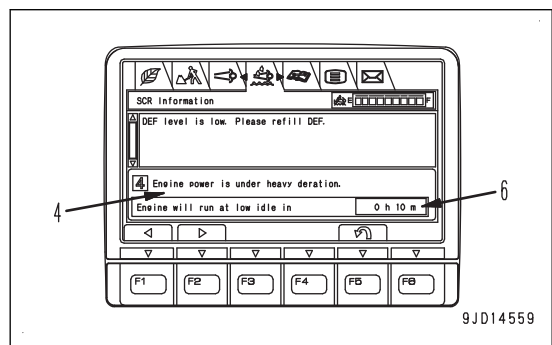 SCR Information
E F
DEF level is low. Please refill DEF.
4 Engine power is under heavy deration.
Engine will run at low idle in 0 h 10 m
4
6
F1 F2 F3 F4 F5 F6
9JD14559